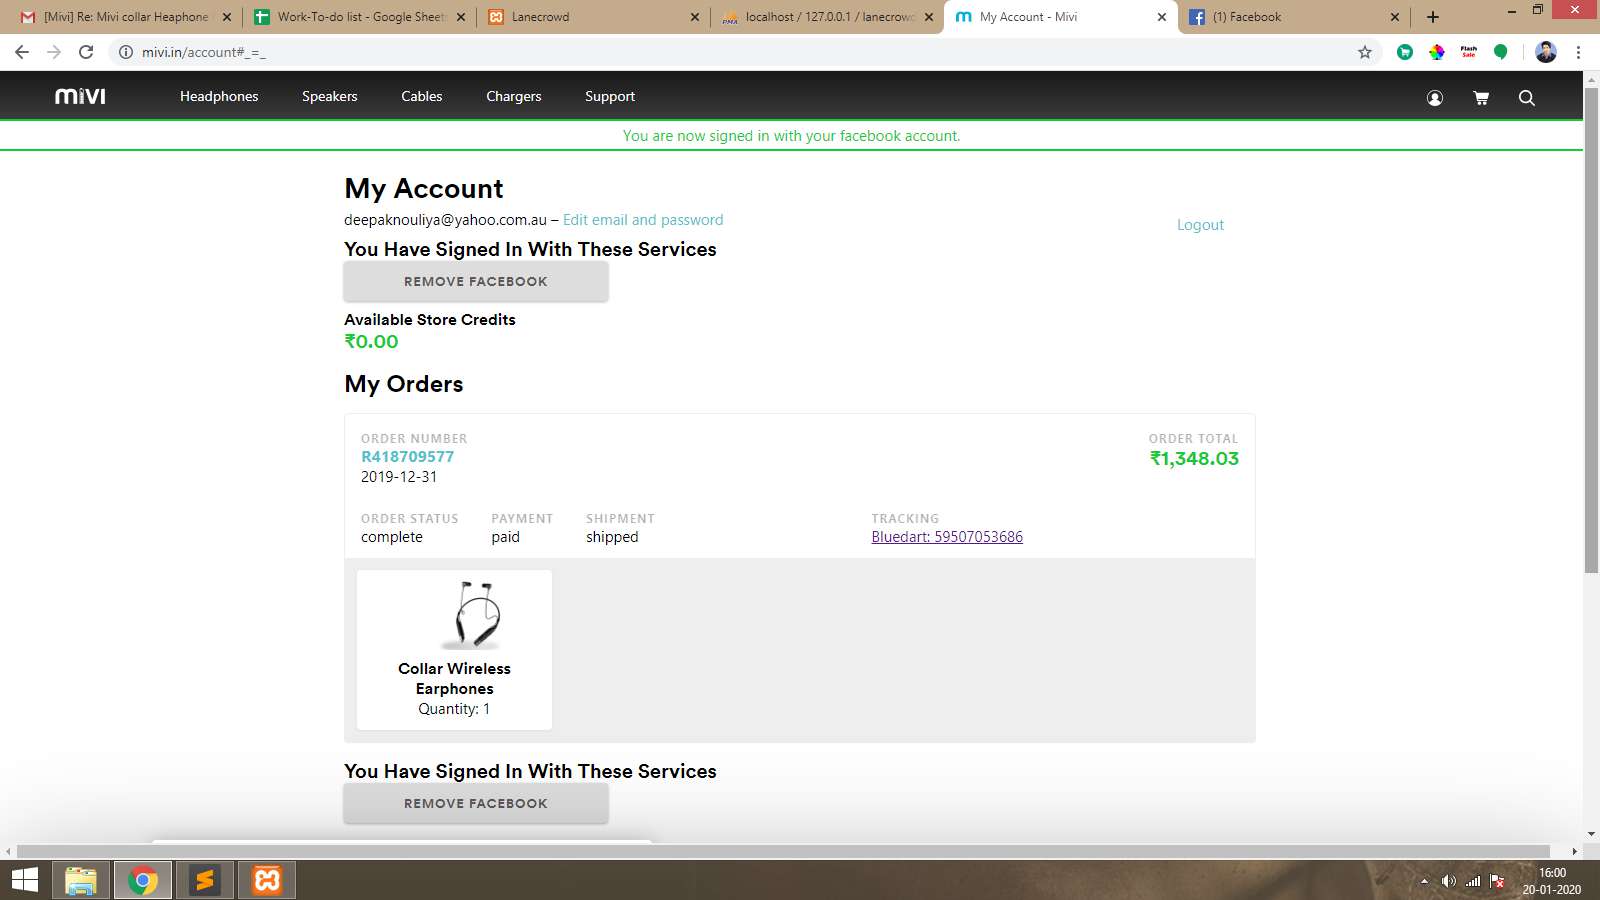 [Mivi] Re: Mivi collar Heaphone
Work-To-do list - Google Sheet
Lanecrowd
localhost / 127.0.0.1 / lanecrow
My Account - Mivi
(1) Facebook
mivi.in/account#_=_
Flash
Sale
mivi
Headphones
Speakers
Cables
Chargers
Support
You are now signed in with your facebook account.
My Account
deepaknouliya@yahoo.com.au – Edit email and password
Logout
You Have Signed In With These Services
REMOVE FACEBOOK
Available Store Credits
₹0.00
My Orders
ORDER NUMBER
R418709577
2019-12-31
ORDER TOTAL
₹1,348.03
ORDER STATUS
complete
PAYMENT
paid
SHIPMENT
shipped
TRACKING
Bluedart: 59507053686
Collar Wireless
Earphones
Quantity: 1
You Have Signed In With These Services
REMOVE FACEBOOK
16:00
20-01-2020